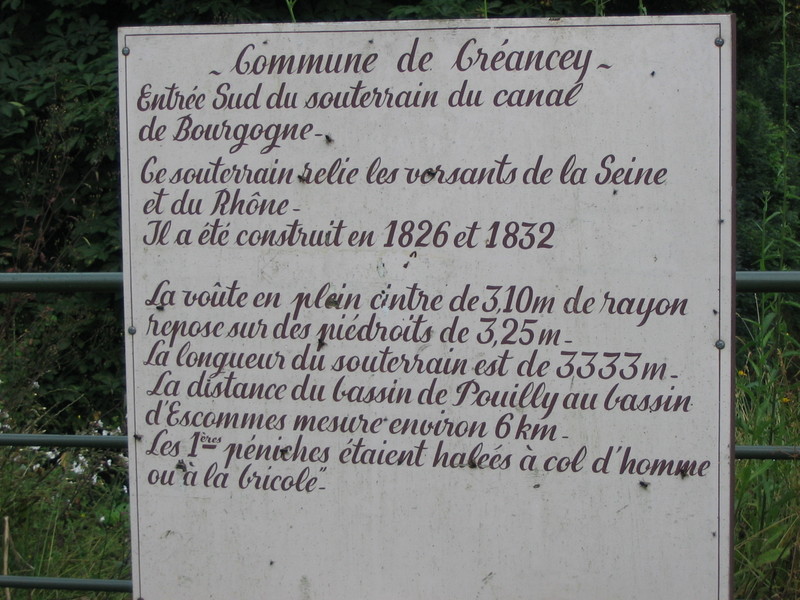 ~ Commune de Créancey ~
Entrée Sud du souterrain du canal
de Bourgogne -
Ce souterrain relie les versants de la Seine
et du Rhône -
Il a été construit en 1826 et 1832
La voûte en plein cintre de 3,10m de rayon
repose sur des piédroits de 3,25m -
La longueur du souterrain est de 3333m -
La distance du bassin de Pouilly au bassin
d'Escommes mesure environ 6 km -
Les 1ères péniches étaient haleés à col d'homme
ou "à la bricole" -